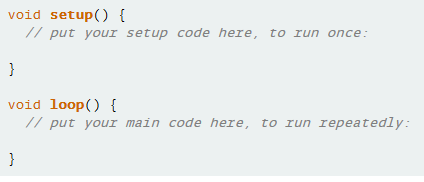 void setup() {
// put your setup code here, to run once:
}
void loop() {
// put your main code here, to run repeatedly:
}